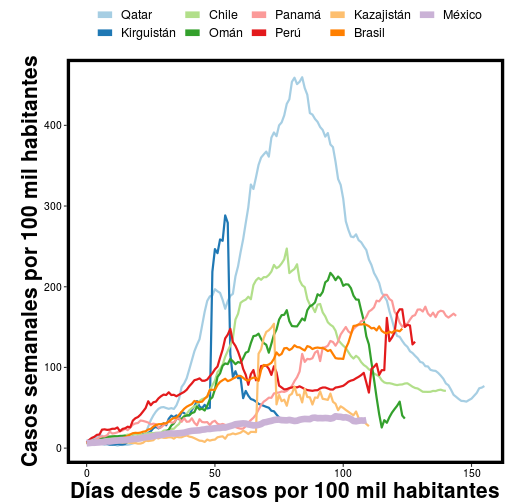 Qatar Chile Panamá Kazajistán México
Kirguistán Omán Perú Brasil
Casos semanales por 100 mil habitantes
400
300
200
100
0
0 50 100 150
Días desde 5 casos por 100 mil habitantes